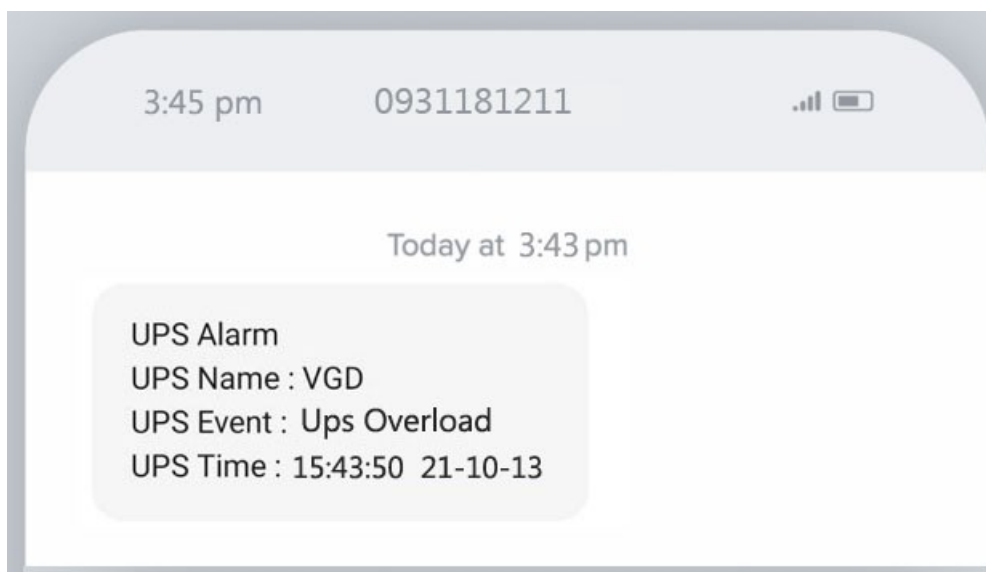 3:45 pm 0931181211
Today at 3:43 pm
UPS Alarm
UPS Name : VGD
UPS Event : Ups Overload
UPS Time : 15:43:50 21-10-13